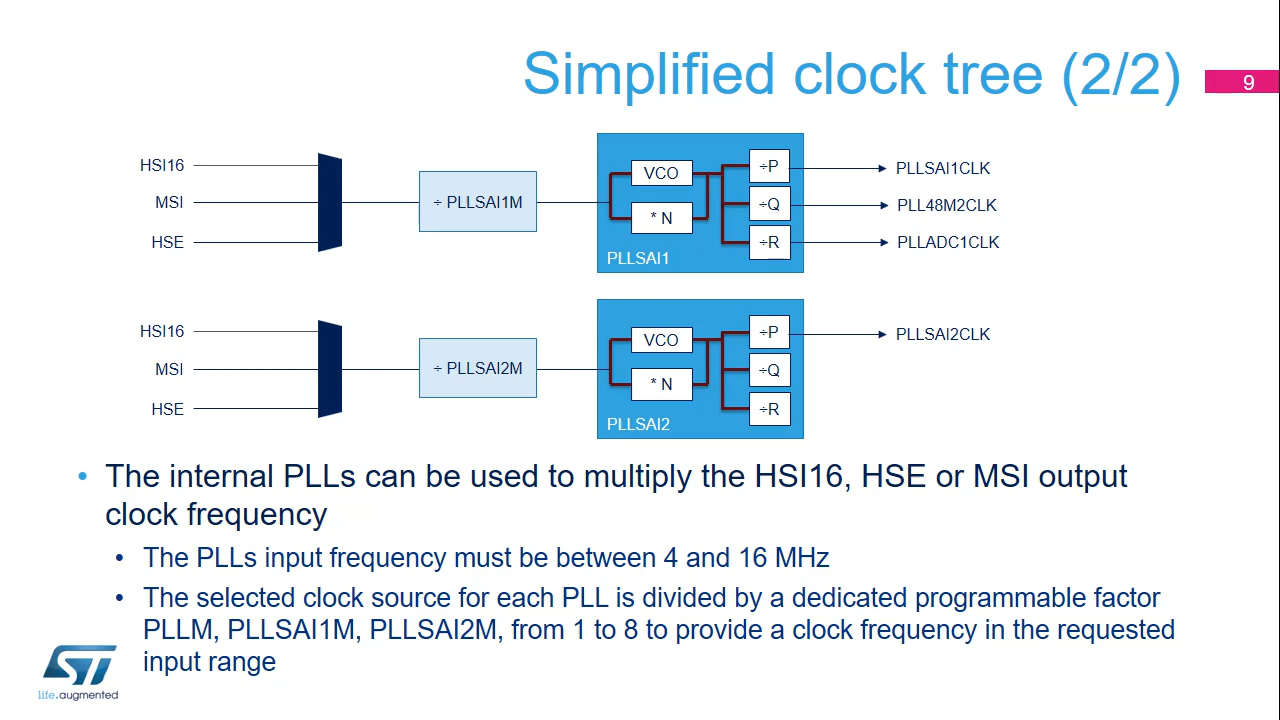 Simplified clock tree (2/2)
9
HSI16
MSI
HSE
÷ PLLSAI1M
VCO
* N
÷P
÷Q
÷R
PLLSAI1
PLLSAI1CLK
PLL48M2CLK
PLLADC1CLK
HSI16
MSI
HSE
÷ PLLSAI2M
VCO
* N
÷P
÷Q
÷R
PLLSAI2
PLLSAI2CLK
• The internal PLLs can be used to multiply the HSI16, HSE or MSI output
clock frequency
• The PLLs input frequency must be between 4 and 16 MHz
• The selected clock source for each PLL is divided by a dedicated programmable factor
PLLM, PLLSAI1M, PLLSAI2M, from 1 to 8 to provide a clock frequency in the requested
input range
ST
life.augmented